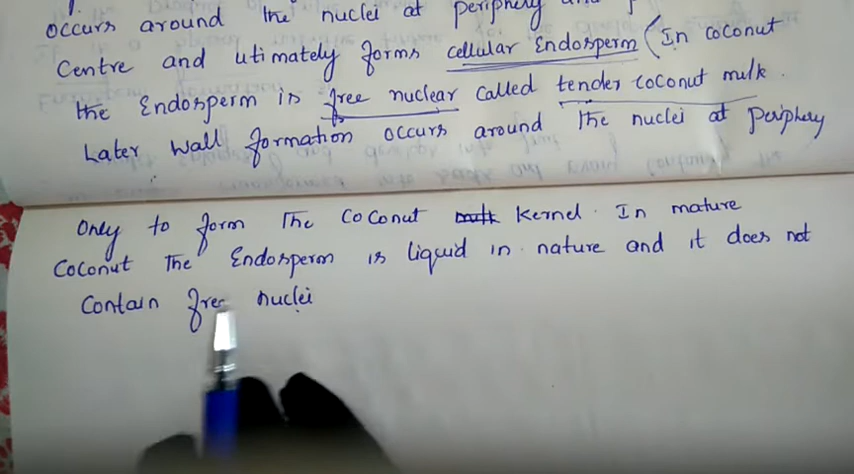 occurs around the nuclei at periphery and
Centre and utimately forms cellular Endosperm (In coconut
the Endosperm is free nuclear called tender coconut mulk.
Later wall formation occurs around the nuclei at periphery
Only to form The Coconut kernel. In mature
Coconut The Endosperm is liquid in nature and it does not
Contain free nuclei